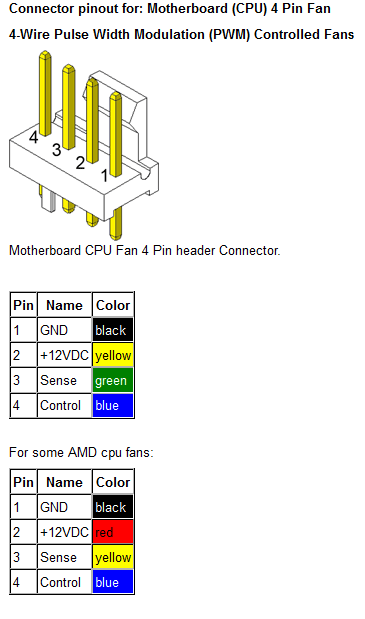 Connector pinout for: Motherboard (CPU) 4 Pin Fan
4-Wire Pulse Width Modulation (PWM) Controlled Fans
4
3
2
1
Motherboard CPU Fan 4 Pin header Connector.
Pin Name Color
1 GND black
2 +12VDC yellow
3 Sense green
4 Control blue
For some AMD cpu fans:
Pin Name Color
1 GND black
2 +12VDC red
3 Sense yellow
4 Control blue